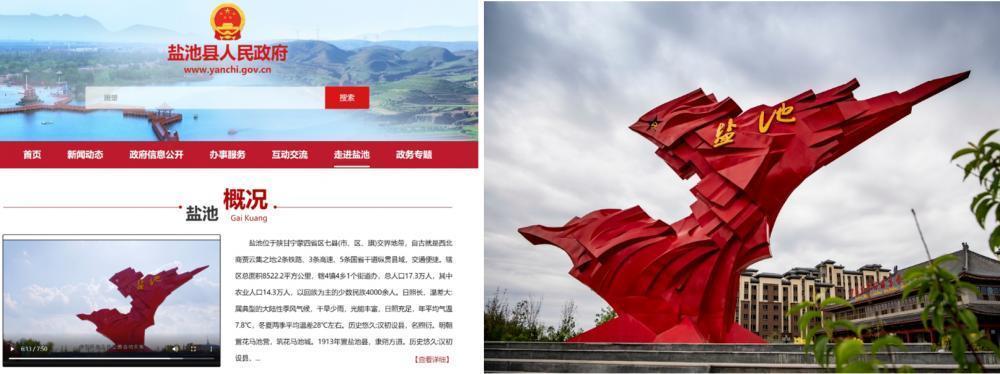 盐池县人民政府
www.yanchi.gov.cn
搜索
首页 新闻动态 政府信息公开 办事服务 互动交流 走进盐池 政务专题
盐池 概况
Gai Kuang
盐池位于陕甘宁蒙四省区七县(市、区、旗)交界地带，自古就是西北
商贾云集之地;2条铁路、3条高速、5条国省干道纵贯县域，交通便捷。辖
区总面积8522.2平方公里，辖4镇4乡1个街道办，总人口17.3万人，其中
农业人口14.3万人，以回族为主的少数民族4000余人。日照长，温差大;
属典型的大陆性季风气候，干旱少雨，光能丰富、日照充足，年平均气温
7.8℃，冬夏两季平均温差28℃左右。历史悠久:汉初设县，名朐衍。明朝
置花马池营，筑花马池城。1913年置盐池县，隶朔方道。历史悠久:汉初
设县、...
【查看详细】
6:13 / 7:50
盐池